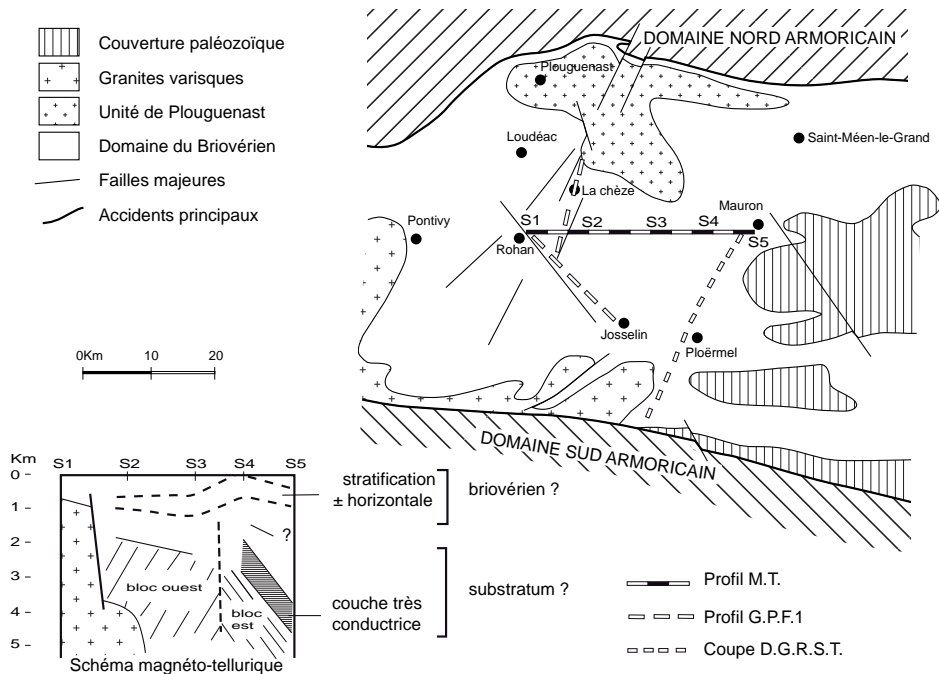 Couverture paléozoïque
Granites varisques
Unité de Plouguenast
Domaine du Briovérien
Failles majeures
Accidents principaux
0Km 10 20
DOMAINE NORD ARMORICAIN
Plouguenast
Loudéac
Saint-Méen-le-Grand
La chèze
Pontivy
S1 S2 S3 S4 Mauron
Rohan
S5
Josselin
Ploërmel
DOMAINE SUD ARMORICAIN
Km S1 S2 S3 S4 S5
0
1
2
3
4
5
?
bloc ouest
bloc
est
stratification
± horizontale
briovérien ?
couche très
conductrice
substratum ?
Schéma magnéto-tellurique
Profil M.T.
Profil G.P.F.1
Coupe D.G.R.S.T.